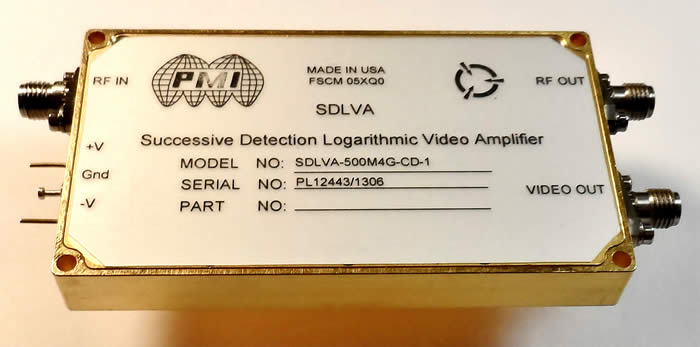 RF IN
PMI
MADE IN USA
FSCM 05XQ0
RF OUT
SDLVA
Successive Detection Logarithmic Video Amplifier
+V
Gnd
-V
MODEL NO: SDLVA-500M4G-CD-1
SERIAL NO: PL12443/1306
PART NO:
VIDEO OUT